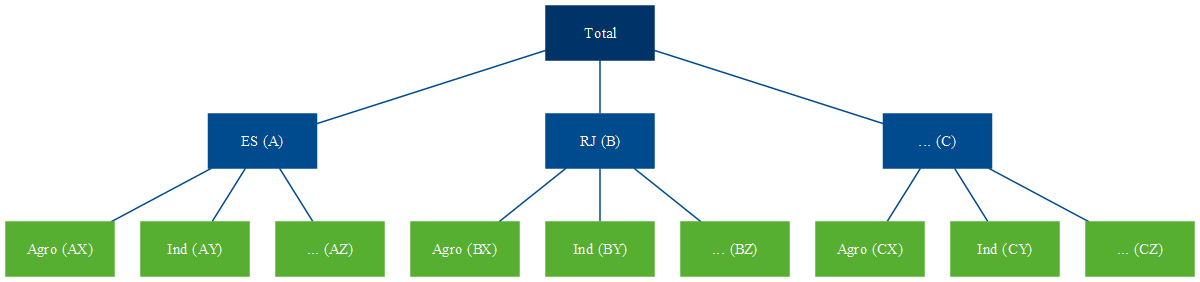 Total
ES (A)
RJ (B)
... (C)
Agro (AX)
Ind (AY)
... (AZ)
Agro (BX)
Ind (BY)
... (BZ)
Agro (CX)
Ind (CY)
... (CZ)